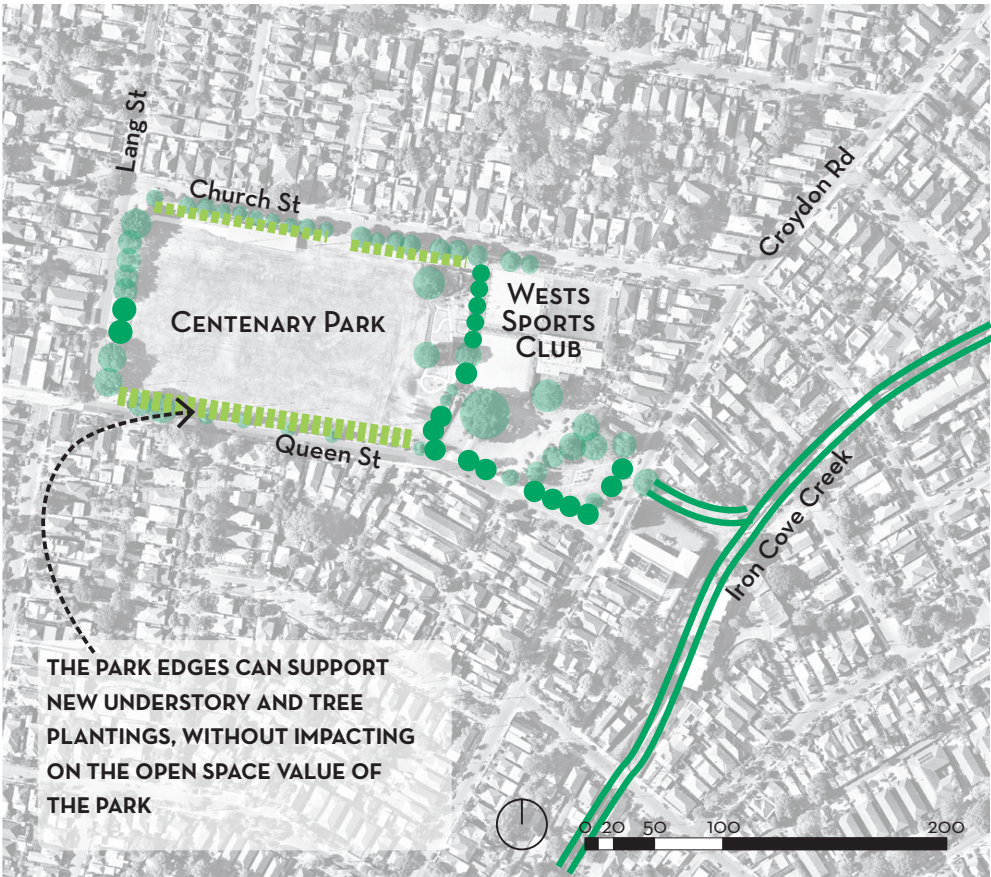 Lang St
Church St
Croydon Rd
CENTENARY PARK
WESTS
SPORTS
CLUB
Queen St
Iron Cove Creek
THE PARK EDGES CAN SUPPORT
NEW UNDERSTORY AND TREE
PLANTINGS, WITHOUT IMPACTING
ON THE OPEN SPACE VALUE OF
THE PARK
0 20 50 100 200